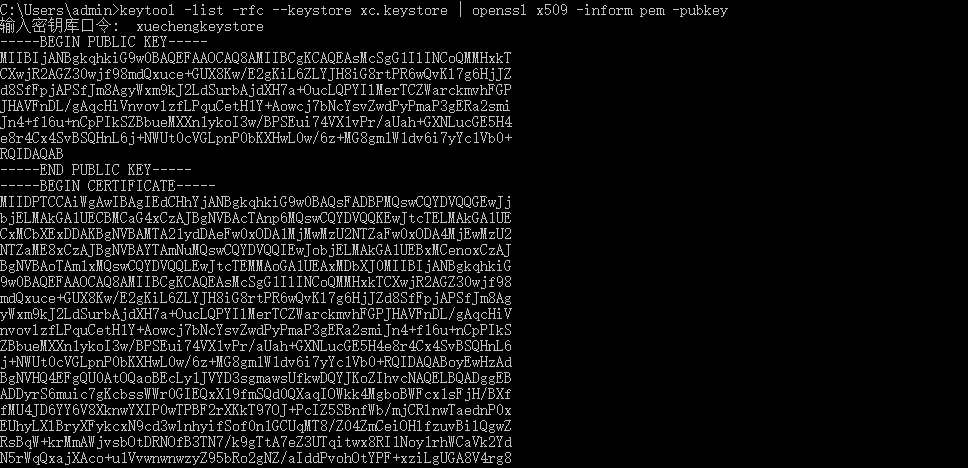 C:\Users\admin>keytool -list -rfc --keystore xc.keystore | openssl x509 -inform pem -pubkey
输入密钥库口令:  xuechengkeystore
-----BEGIN PUBLIC KEY-----
MIIBIjANBgkqhkiG9w0BAQEFAAOCAQ8AMIIBCgKCAQEAsMcSgG1I1INCoQMMHxkT
CXwjR2AGZ30wjf98mdQxuce+GUX8Kw/E2gKiL6ZLYJH8iG8rtPR6wQvK17g6HjJZ
d8SfFpjAPSfJm8AgyWxm9kJ2LdSurbAjdXH7a+OucLQPYI1MerTCZWarckmvhFGP
JHAVFnDL/gAqcHiVnvov1zfLPquCetH1Y+Aowcj7bNcYsvZwdPyPmaP3gERa2smi
Jn4+f16u+nCpPIkSZBbueMXXn1ykoI3w/BPSEui74VX1vPr/aUah+GXNLucGE5H4
e8r4Cx4SvBSQHnL6j+NWUt0cVGLpnP0bKXHwL0w/6z+MG8gm1W1dv6i7yYc1Vb0+
RQIDAQAB
-----END PUBLIC KEY-----
-----BEGIN CERTIFICATE-----
MIIDPTCCAiWgAwIBAgIEdCHhYjANBgkqhkiG9w0BAQsFADBPMQswCQYDVQQGEwJj
bjELMAkGA1UECBMCaG4xCzAJBgNVBAcTAnp6MQswCQYDVQQKEwJtcTELMAkGA1UE
CxMCbXExDDAKBgNVBAMTA21ydDAeFw0xODA1MjMwMzU2NTZaFw0xODA4MjEwMzU2
NTZaME8xCzAJBgNVBAYTAmNuMQswCQYDVQQIEwJobjELMAkGA1UEBxMCenoxCzAJ
BgNVBAoTAm1xMQswCQYDVQQLEwJtcTEMMAoGA1UEAxMDbXJ0MIIBIjANBgkqhkiG
9w0BAQEFAAOCAQ8AMIIBCgKCAQEAsMcSgG1I1INCoQMMHxkTCXwjR2AGZ30wjf98
mdQxuce+GUX8Kw/E2gKiL6ZLYJH8iG8rtPR6wQvK17g6HjJZd8SfFpjAPSfJm8Ag
yWxm9kJ2LdSurbAjdXH7a+OucLQPYI1MerTCZWarckmvhFGPJHAVFnDL/gAqcHiV
nvov1zfLPquCetH1Y+Aowcj7bNcYsvZwdPyPmaP3gERa2smiJn4+f16u+nCpPIkS
ZBbueMXXn1ykoI3w/BPSEui74VX1vPr/aUah+GXNLucGE5H4e8r4Cx4SvBSQHnL6
j+NWUt0cVGLpnP0bKXHwL0w/6z+MG8gm1W1dv6i7yYc1Vb0+RQIDAQABoyEwHzAd
BgNVHQ4EFgQU0AtOQaoBEcLy1JVYD3sgmawsUfkwDQYJKoZIhvcNAQELBQADggEB
ADDyrS6muic7gKcbssWWr0GIEQxX19fmSQd0QXaqIOWkk4MgboBWFcx1sFjH/BXf
fMU4JD6YY6V8XknwYXIP0wTPBF2rXKkT97OJ+PcIZ5SBnfWb/mjCR1nwTaednP0x
EUhyLX1BryXFykcxN9cd3w1nhyifSof0n1GCUqMT8/Z04ZmCeiOH1fzuvBi1QgwZ
RsBqW+krMmAWjvsbOtDRNOfB3TN7/k9gTtA7eZ3UTqitwx8RI1Noy1rhWCaVk2Yd
N5rWqQxajXAco+u1VvwnwnwzyZ95bRo2gNZ/aIddPvohOtYPF+xziLgUGA8V4rg8